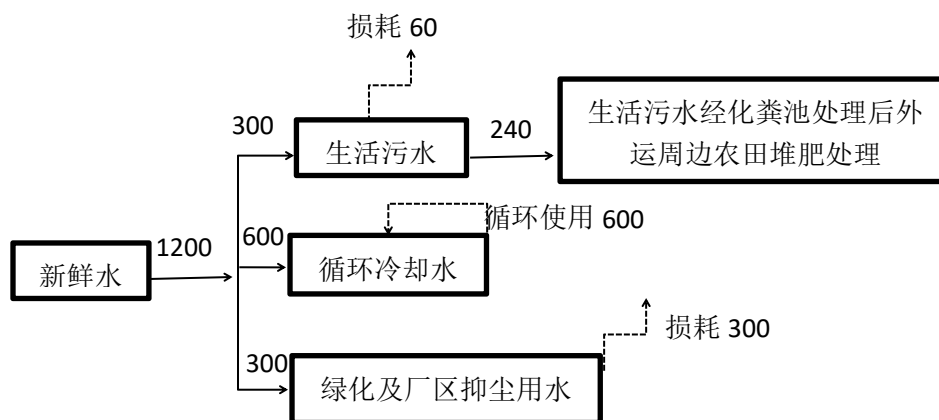 损耗 60
300
生活污水
240
生活污水经化粪池处理后外
运周边农田堆肥处理
新鲜水
1200
600
循环使用 600
循环冷却水
损耗 300
300
绿化及厂区抑尘用水